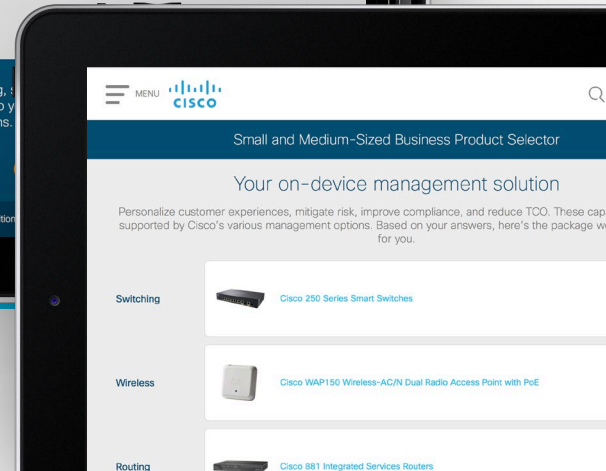 MENU
CISCO
Small and Medium-Sized Business Product Selector
Your on-device management solution
Personalize customer experiences, mitigate risk, improve compliance, and reduce TCO. These cap
supported by Cisco's various management options. Based on your answers, here's the package w
for you.
Switching
Cisco 250 Series Smart Switches
Wireless
Cisco WAP150 Wireless-AC/N Dual Radio Access Point with PoE
Routing
Cisco 881 Integrated Services Routers